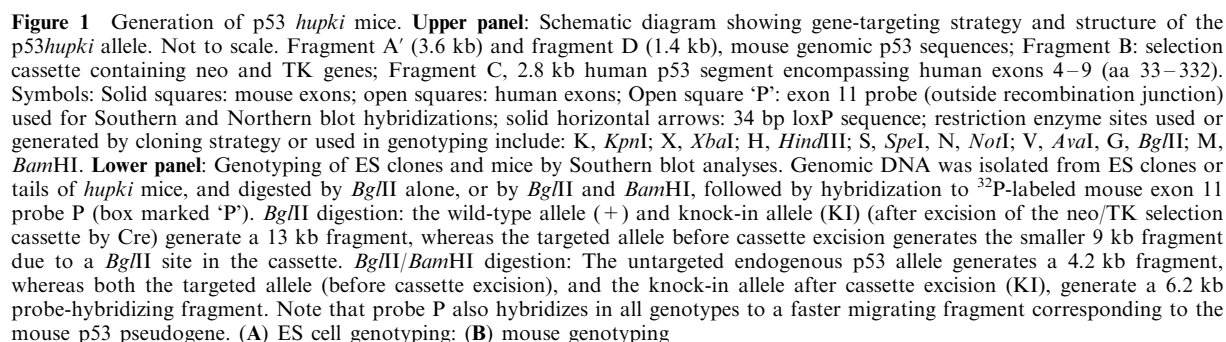 Figure 1 Generation of p53 hupki mice. Upper panel: Schematic diagram showing gene-targeting strategy and structure of the
p53hupki allele. Not to scale. Fragment A′ (3.6 kb) and fragment D (1.4 kb), mouse genomic p53 sequences; Fragment B: selection
cassette containing neo and TK genes; Fragment C, 2.8 kb human p53 segment encompassing human exons 4–9 (aa 33–332).
Symbols: Solid squares: mouse exons; open squares: human exons; Open square ‘P’: exon 11 probe (outside recombination junction)
used for Southern and Northern blot hybridizations; solid horizontal arrows: 34 bp loxP sequence; restriction enzyme sites used or
generated by cloning strategy or used in genotyping include: K, KpnI; X, XbaI; H, HindIII; S, SpeI, N, NotI; V, AvaI, G, BglII; M,
BamHI. Lower panel: Genotyping of ES clones and mice by Southern blot analyses. Genomic DNA was isolated from ES clones or
tails of hupki mice, and digested by BglII alone, or by BglII and BamHI, followed by hybridization to ³²P-labeled mouse exon 11
probe P (box marked ‘P’). BglII digestion: the wild-type allele (+) and knock-in allele (KI) (after excision of the neo/TK selection
cassette by Cre) generate a 13 kb fragment, whereas the targeted allele before cassette excision generates the smaller 9 kb fragment
due to a BglII site in the cassette. BglII/BamHI digestion: The untargeted endogenous p53 allele generates a 4.2 kb fragment,
whereas both the targeted allele (before cassette excision), and the knock-in allele after cassette excision (KI), generate a 6.2 kb
probe-hybridizing fragment. Note that probe P also hybridizes in all genotypes to a faster migrating fragment corresponding to the
mouse p53 pseudogene. (A) ES cell genotyping: (B) mouse genotyping